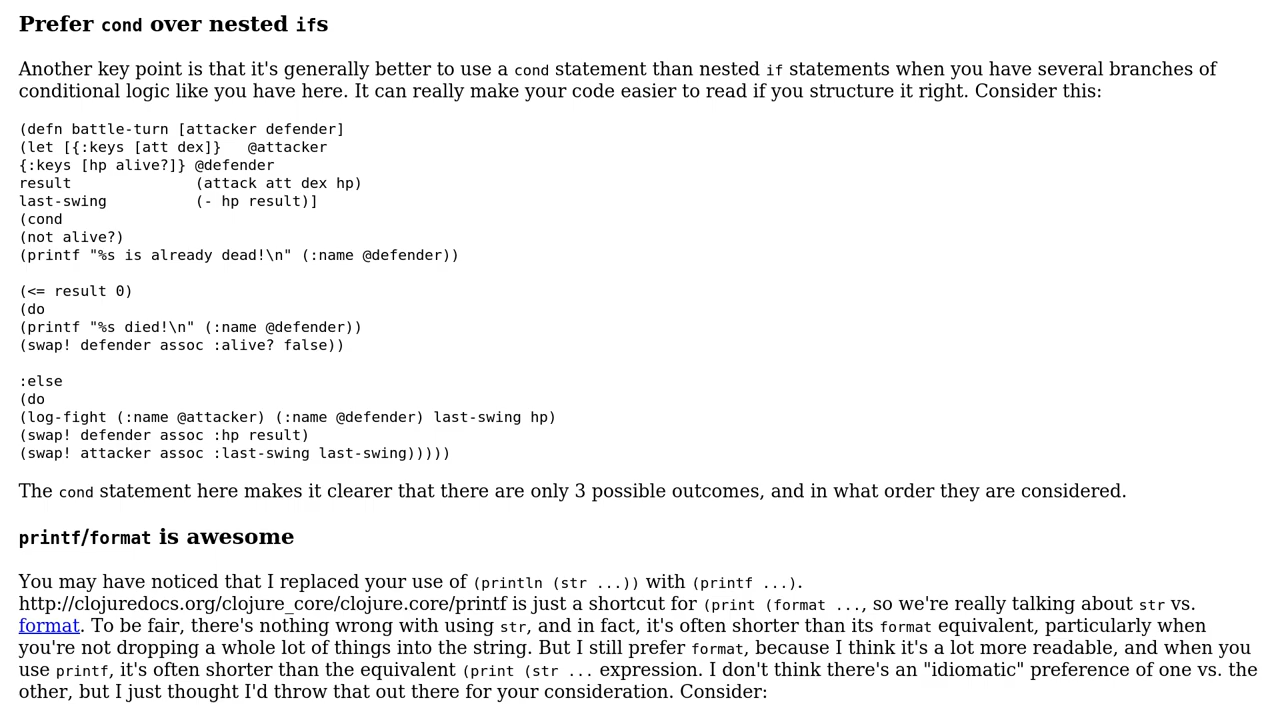 Prefer cond over nested ifs
Another key point is that it's generally better to use a cond statement than nested if statements when you have several branches of
conditional logic like you have here. It can really make your code easier to read if you structure it right. Consider this:
(defn battle-turn [attacker defender]
(let [{:keys [att dex]}   @attacker
{:keys [hp alive?]} @defender
result              (attack att dex hp)
last-swing          (- hp result)]
(cond
(not alive?)
(printf "%s is already dead!\n" (:name @defender))
(<= result 0)
(do
(printf "%s died!\n" (:name @defender))
(swap! defender assoc :alive? false))
:else
(do
(log-fight (:name @attacker) (:name @defender) last-swing hp)
(swap! defender assoc :hp result)
(swap! attacker assoc :last-swing last-swing)))))
The cond statement here makes it clearer that there are only 3 possible outcomes, and in what order they are considered.
printf/format is awesome
You may have noticed that I replaced your use of (println (str ...)) with (printf ...).
http://clojuredocs.org/clojure_core/clojure.core/printf is just a shortcut for (print (format ..., so we're really talking about str vs.
format. To be fair, there's nothing wrong with using str, and in fact, it's often shorter than its format equivalent, particularly when
you're not dropping a whole lot of things into the string. But I still prefer format, because I think it's a lot more readable, and when you
use printf, it's often shorter than the equivalent (print (str ... expression. I don't think there's an "idiomatic" preference of one vs. the
other, but I just thought I'd throw that out there for your consideration. Consider: